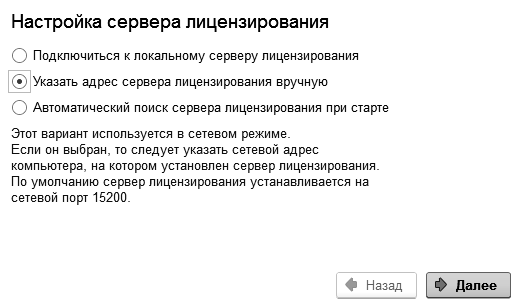 Настройка сервера лицензирования
Подключиться к локальному серверу лицензирования
Указать адрес сервера лицензирования вручную
Автоматический поиск сервера лицензирования при старте
Этот вариант используется в сетевом режиме.
Если он выбран, то следует указать сетевой адрес
компьютера, на котором установлен сервер лицензирования.
По умолчанию сервер лицензирования устанавливается на
сетевой порт 15200.
Назад
Далее